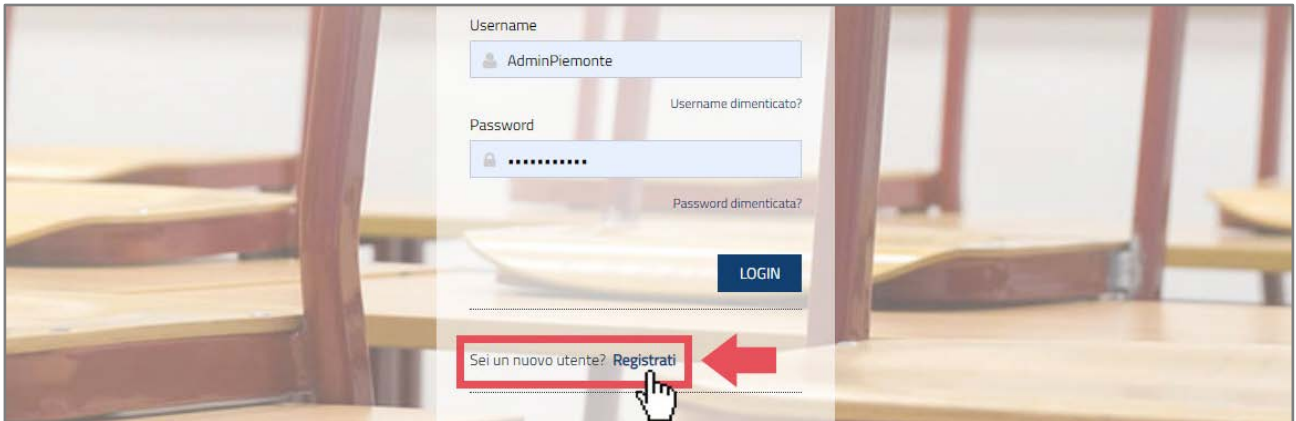 Username
AdminPiemonte
Username dimenticato?
Password
•••••••••••
Password dimenticata?
LOGIN
Sei un nuovo utente? Registrati